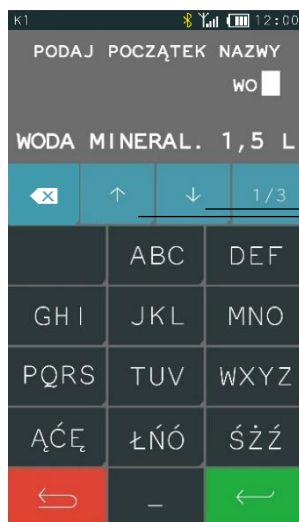 K1 12:00
PODAJ POCZĄTEK NAZWY
WO
WODA MINERAL. 1,5 L
1/3
ABC DEF
GHI JKL MNO
PQRS TUV WXYZ
ĄĆĘ ŁŃÓ ŚŻŹ
_